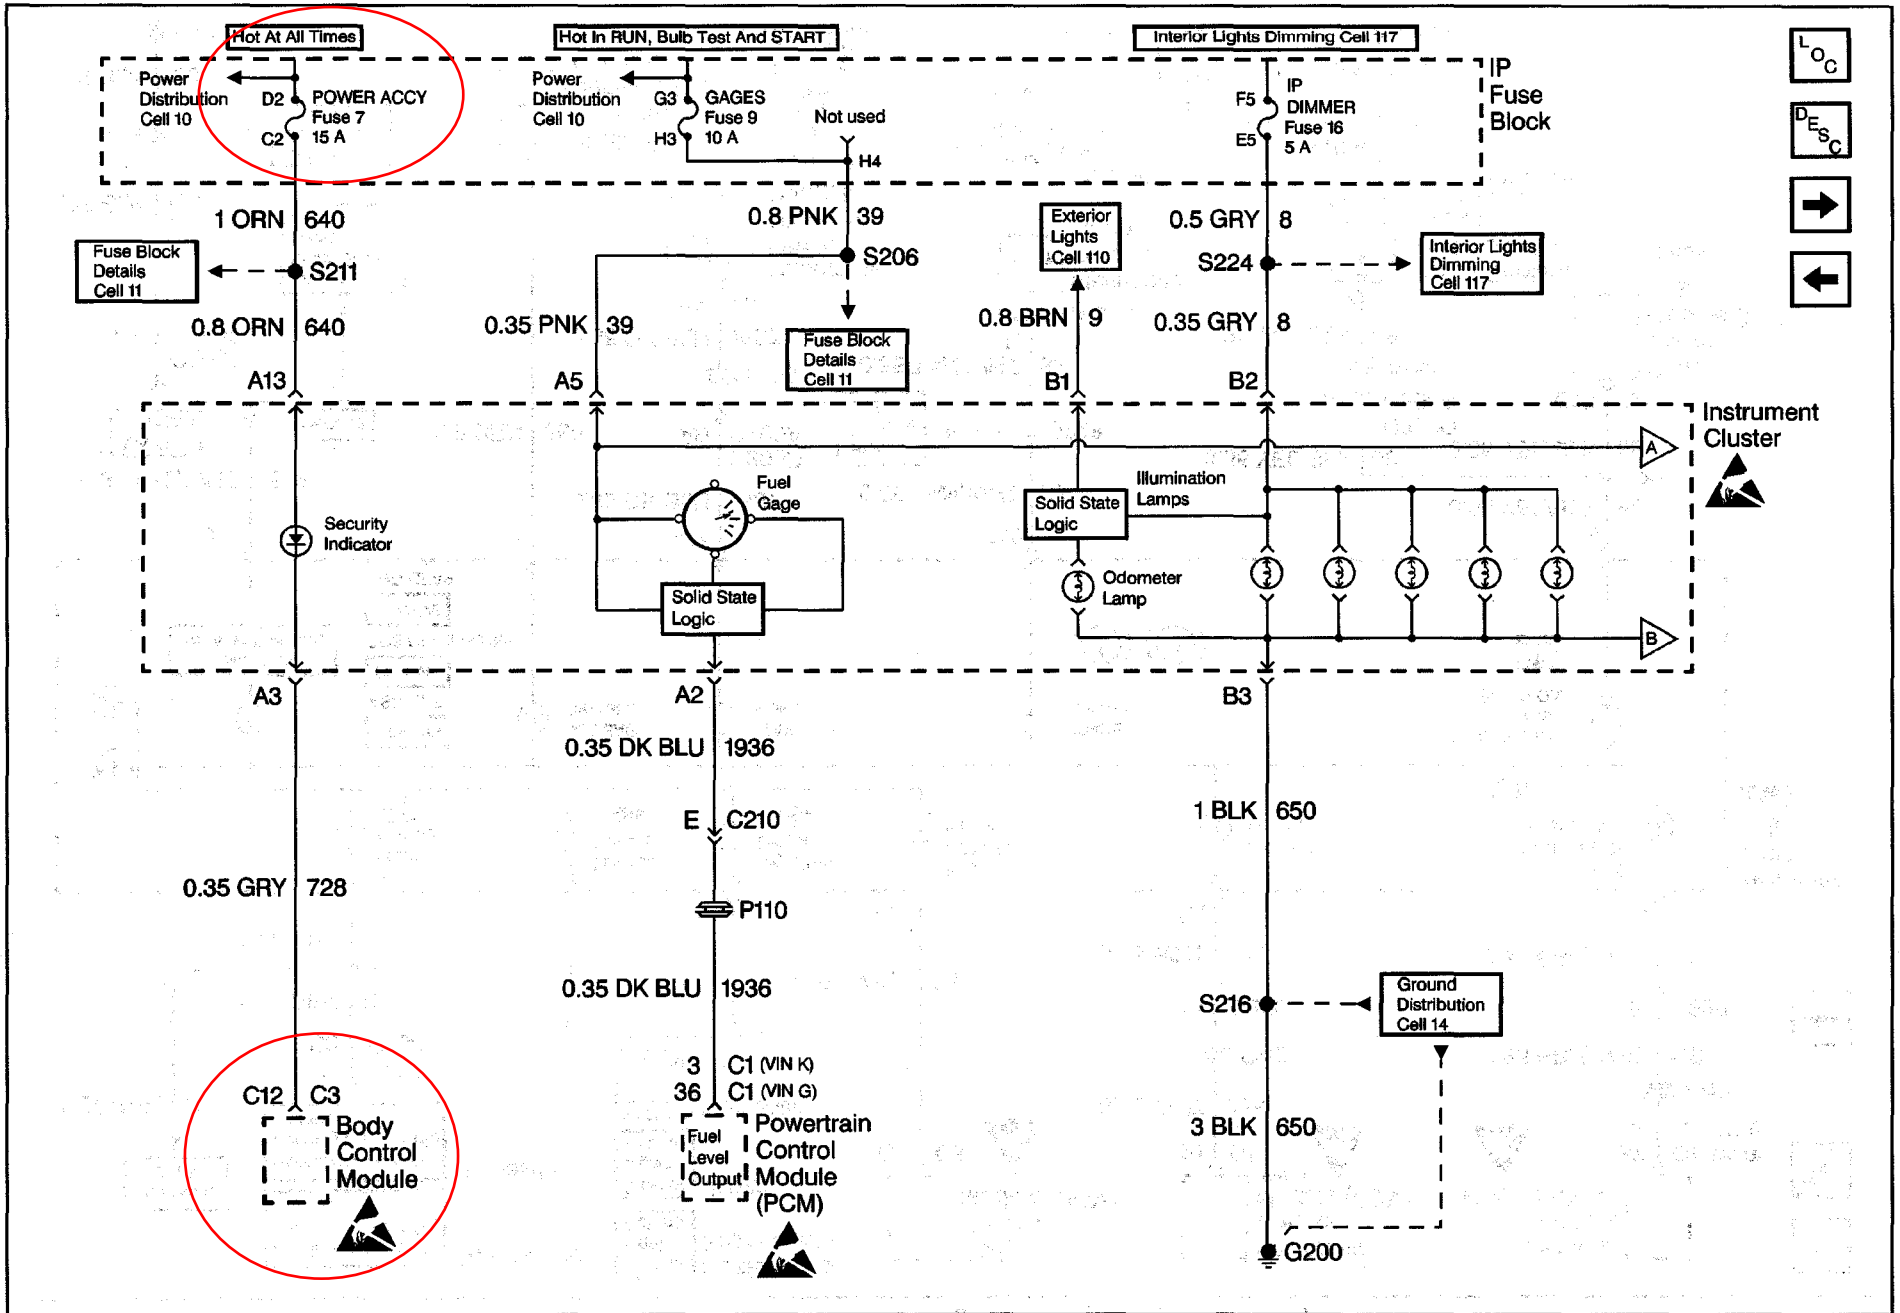 Hot At All Times
Hot In RUN, Bulb Test And START
Interior Lights Dimming Cell 117
L
O
C
Power
Distribution
Cell 10
D2
C2
POWER ACCY
Fuse 7
15 A
Power
Distribution
Cell 10
G3
H3
GAGES
Fuse 9
10 A
Not used
H4
F5
E5
IP
DIMMER
Fuse 16
5 A
IP
Fuse
Block
D
E
S
C
1 ORN 640
0.8 PNK 39
Exterior
Lights
Cell 110
0.5 GRY 8
Fuse Block
Details
Cell 11
S211
S206
S224
Interior Lights
Dimming
Cell 117
0.8 ORN 640
0.35 PNK 39
Fuse Block
Details
Cell 11
0.8 BRN 9
0.35 GRY 8
A13
A5
B1
B2
Instrument
Cluster
A
Security
Indicator
Fuel
Gage
Solid State
Logic
Solid State
Logic
Illumination
Lamps
Odometer
Lamp
B
A3
A2
B3
0.35 DK BLU 1936
E C210
1 BLK 650
0.35 GRY 728
P110
0.35 DK BLU 1936
S216
Ground
Distribution
Cell 14
3 C1 (VIN K)
36 C1 (VIN G)
C12 C3
Body
Control
Module
Fuel
Level
Output
Powertrain
Control
Module
(PCM)
3 BLK 650
G200